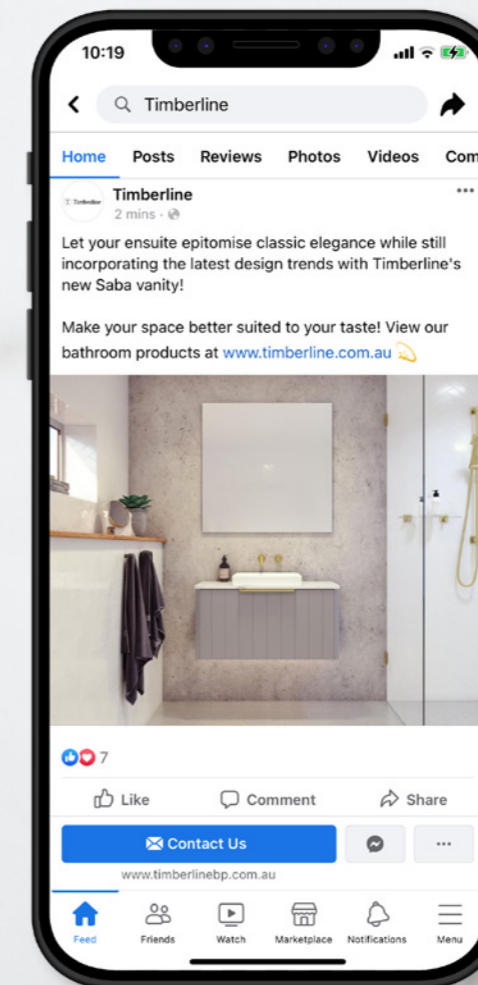 10:19
Timberline
Home Posts Reviews Photos Videos Com
Timberline
Timberline
2 mins ·
Let your ensuite epitomise classic elegance while still
incorporating the latest design trends with Timberline's
new Saba vanity!
Make your space better suited to your taste! View our
bathroom products at www.timberline.com.au
7
Like Comment Share
Contact Us
www.timberlinebp.com.au
Feed Friends Watch Marketplace Notifications Menu